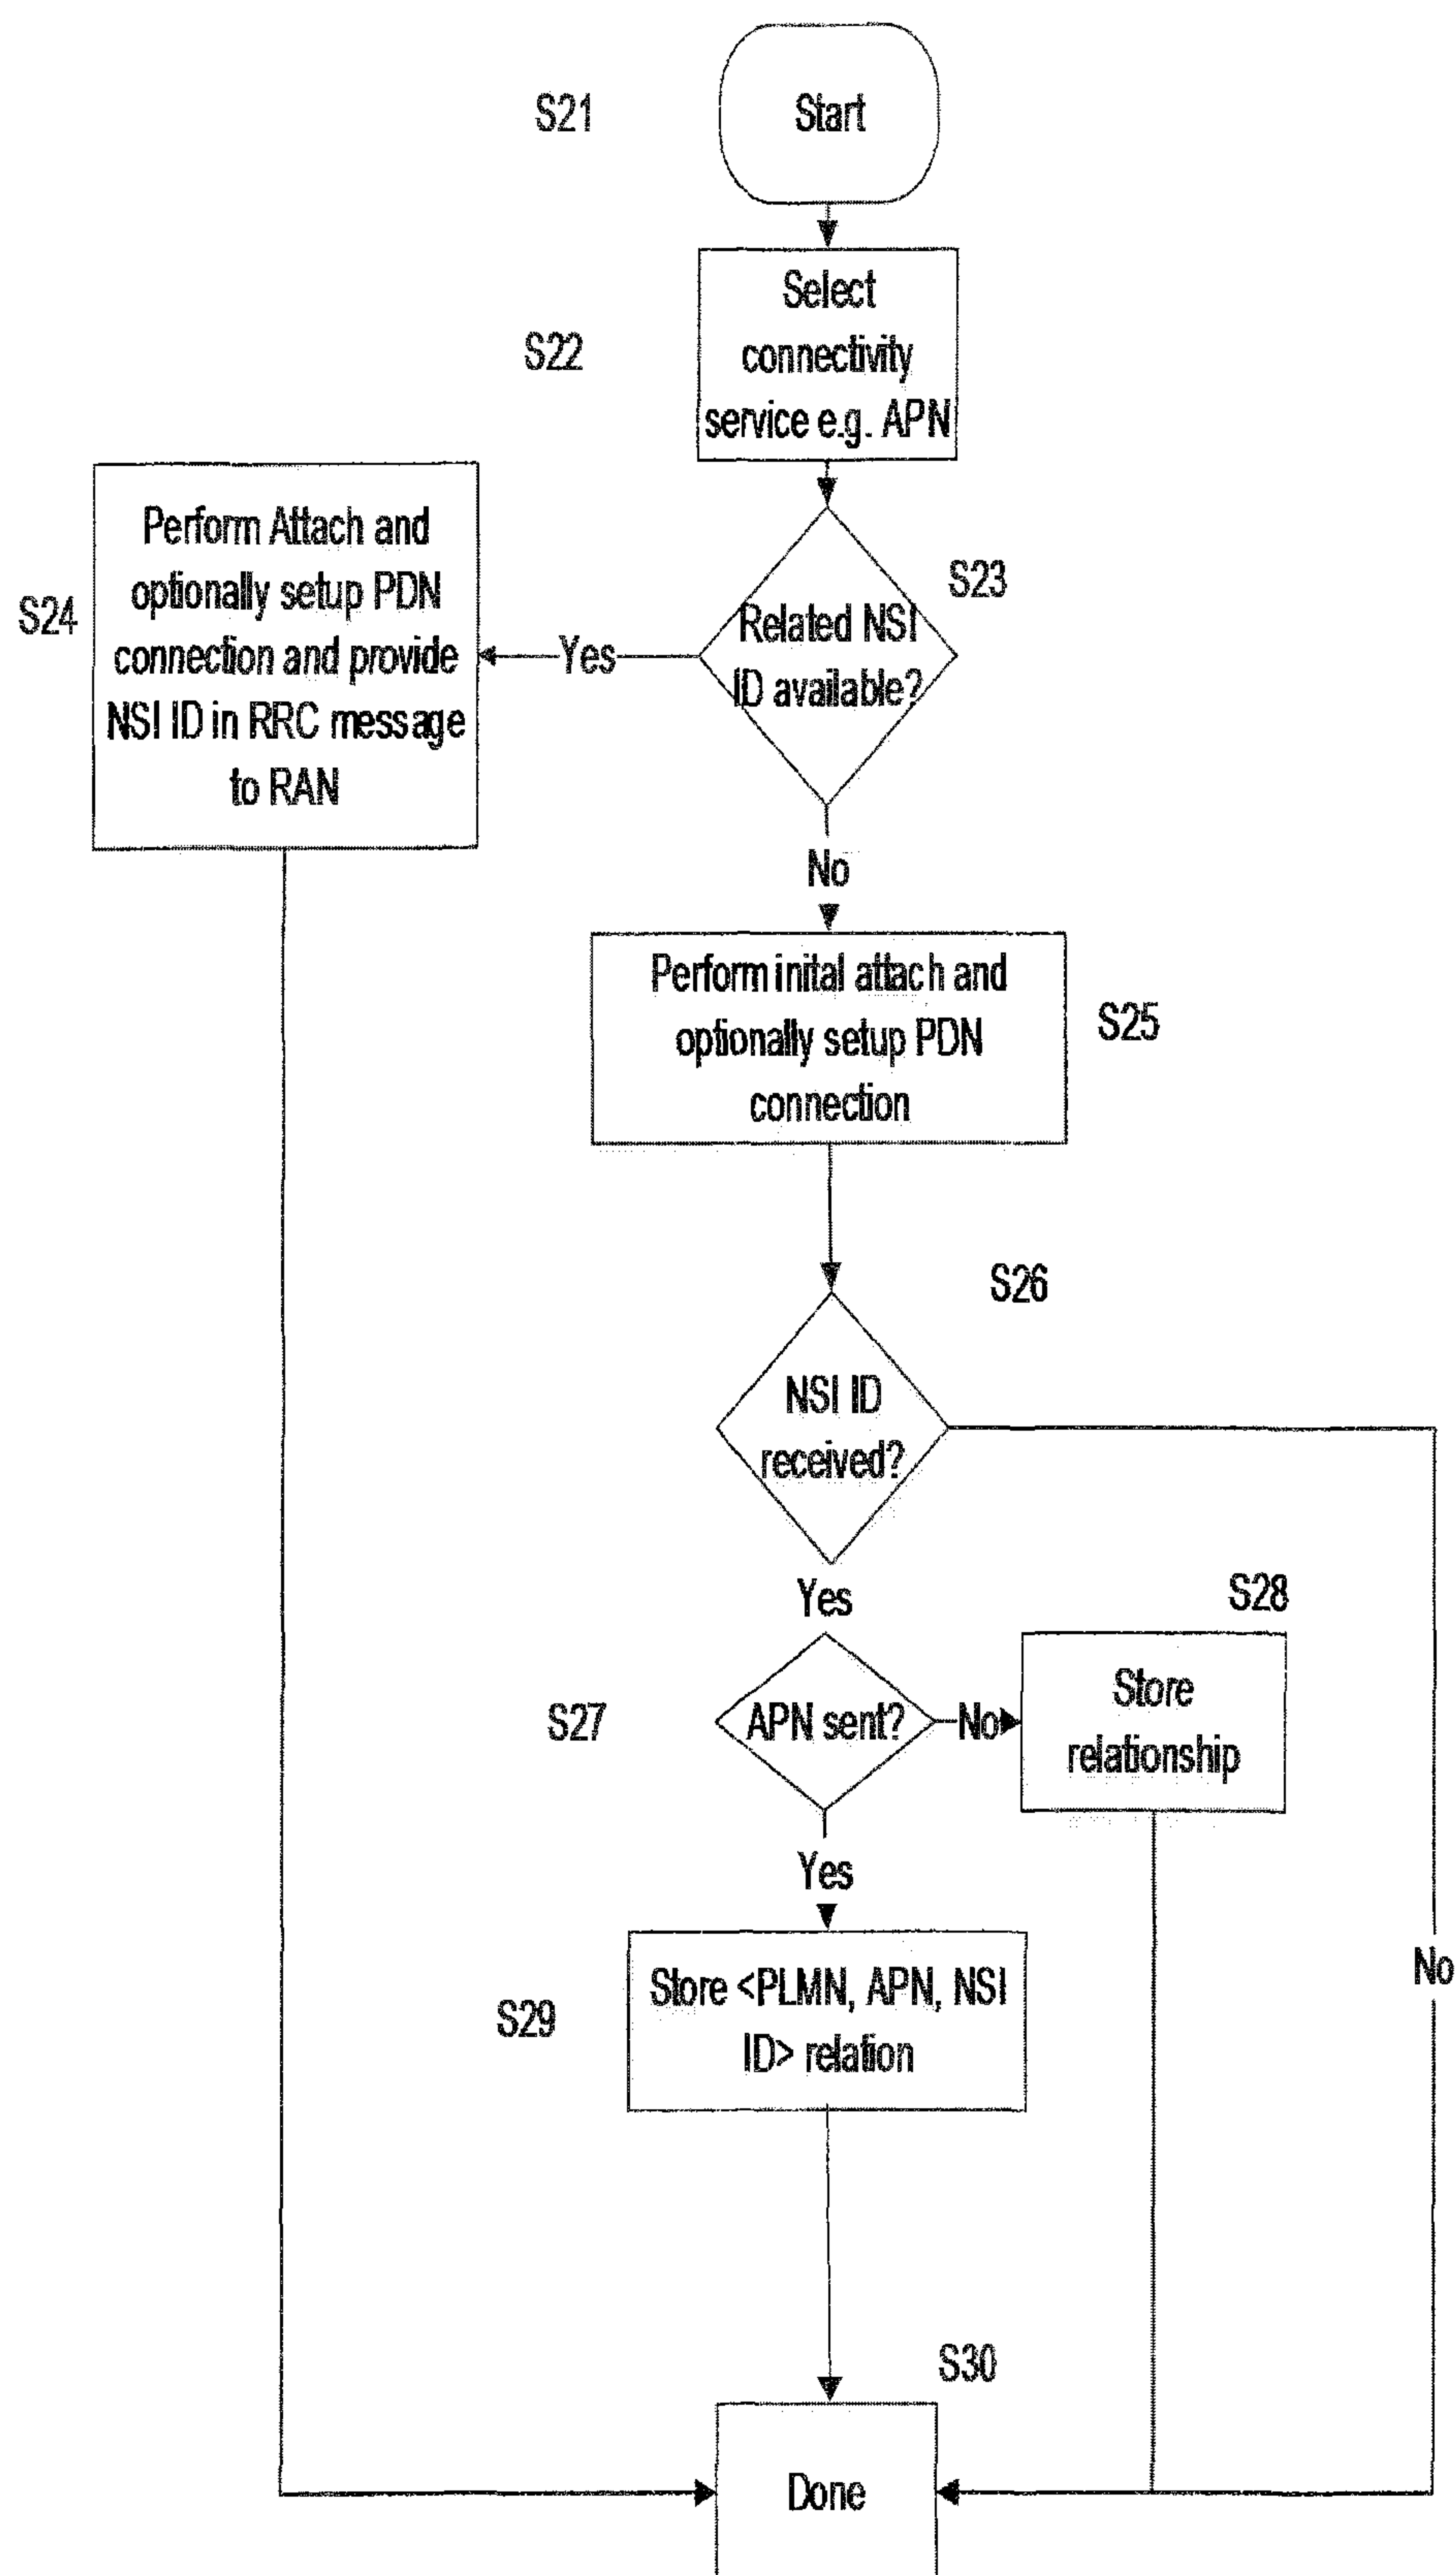 S21
Start
S22
Select
connectivity
service e.g. APN
S23
Related NSI
ID available?
Yes
S24
Perform Attach and
optionally setup PDN
connection and provide
NSI ID in RRC message
to RAN
No
Perform inital attach and
optionally setup PDN
connection
S25
S26
NSI ID
received?
Yes
S28
S27
APN sent?
No
Store
relationship
Yes
S29
Store <PLMN, APN, NSI
ID> relation
No
S30
Done